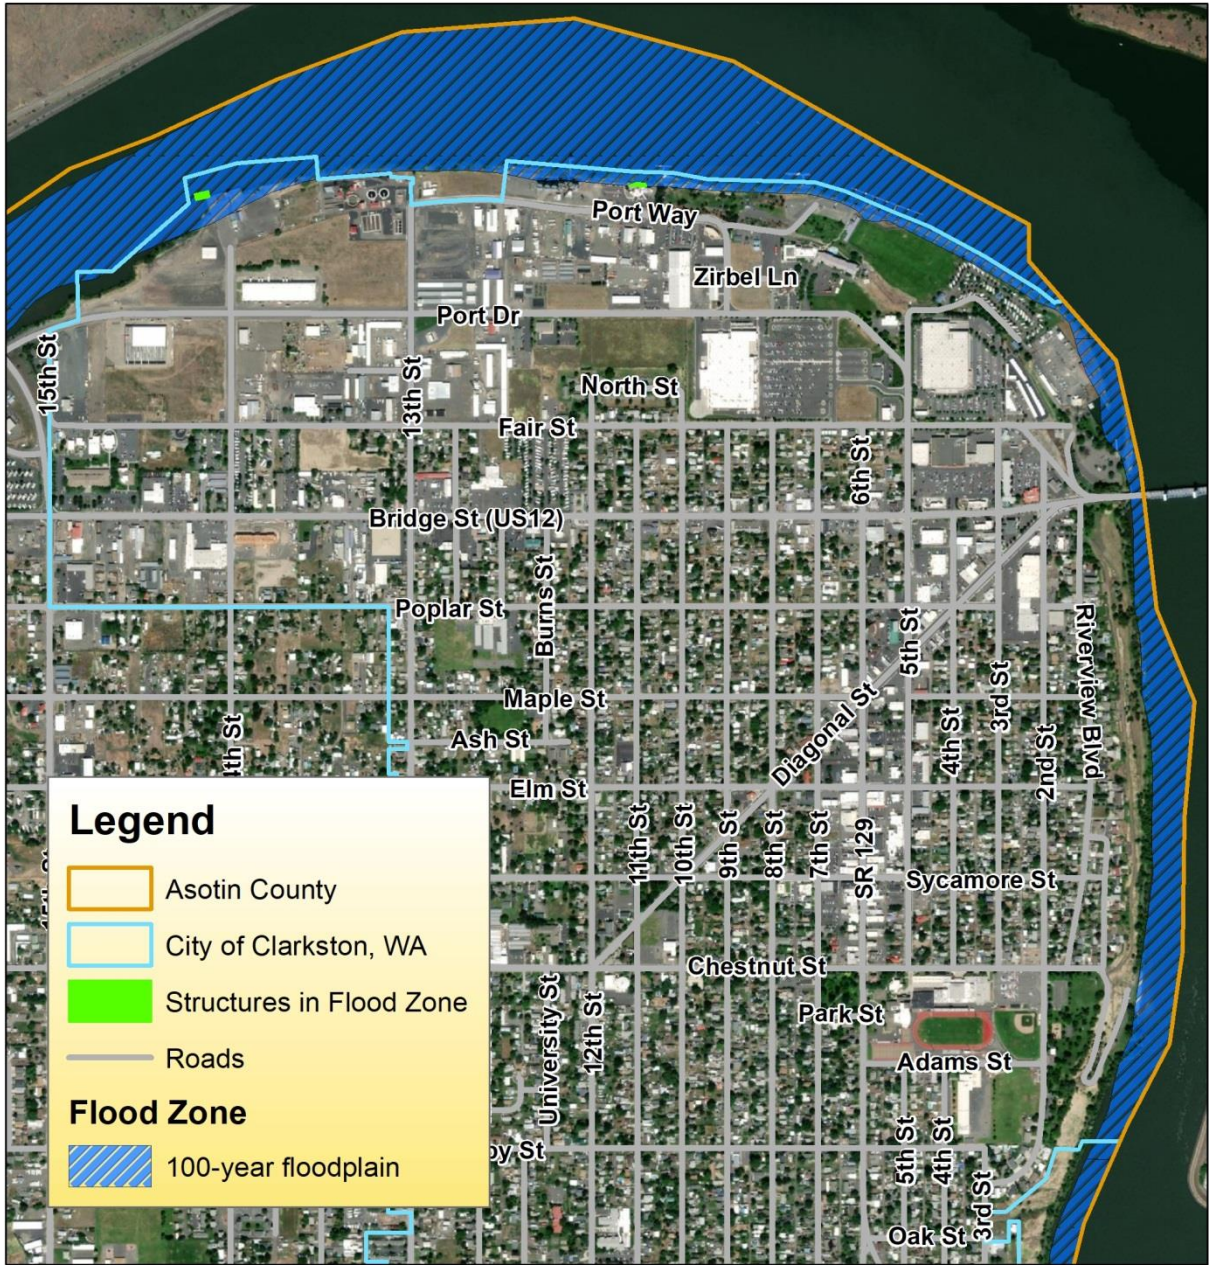 Port Way
Zirbel Ln
Port Dr
15th St
13th St
North St
Fair St
6th St
Bridge St (US12)
Burns St
Poplar St
5th St
Riverview Blvd
Maple St
3rd St
Diagonal St
4th St
Ash St
2nd St
Elm St
11th St
10th St
9th St
8th St
7th St
SR 129
Sycamore St
Chestnut St
University St
12th St
Park St
Adams St
5th St
4th St
3rd St
Oak St
Legend
Asotin County
City of Clarkston, WA
Structures in Flood Zone
Roads
Flood Zone
100-year floodplain